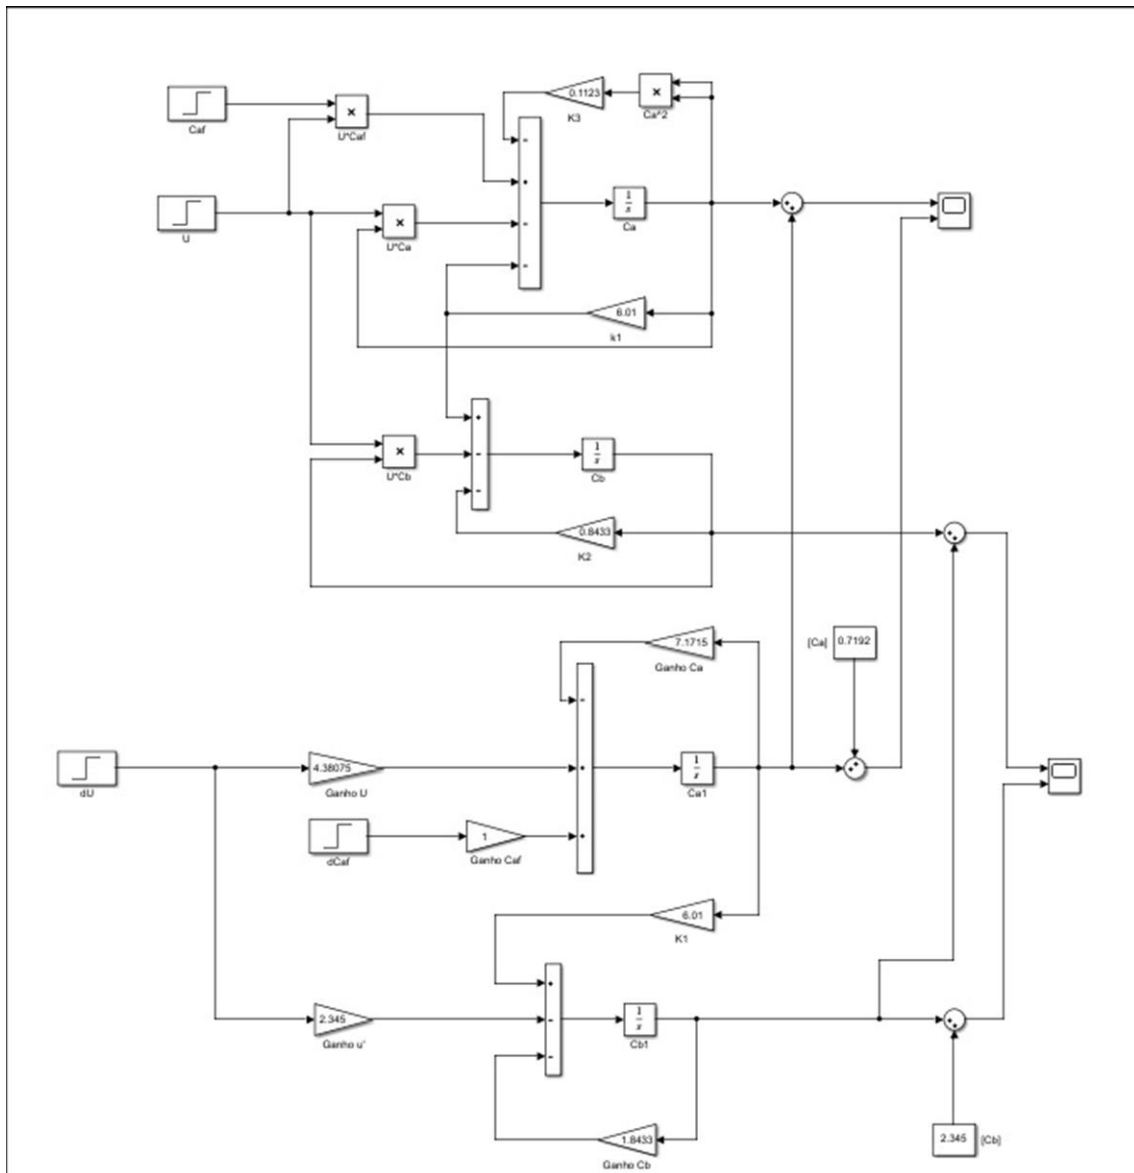 0.1123
K3
×
Ca^2
Caf
×
U*Caf
U
×
U*Ca
1
s
Ca
6.01
k1
×
U*Cb
1
s
Cb
0.8433
K2
7.1715
Ganho Ca
[Ca]
0.7192
dU
4.38075
Ganho U
1
s
Ca1
dCaf
1
Ganho Caf
6.01
K1
2.345
Ganho u'
1
s
Cb1
1.8433
Ganho Cb
2.345
[Cb]